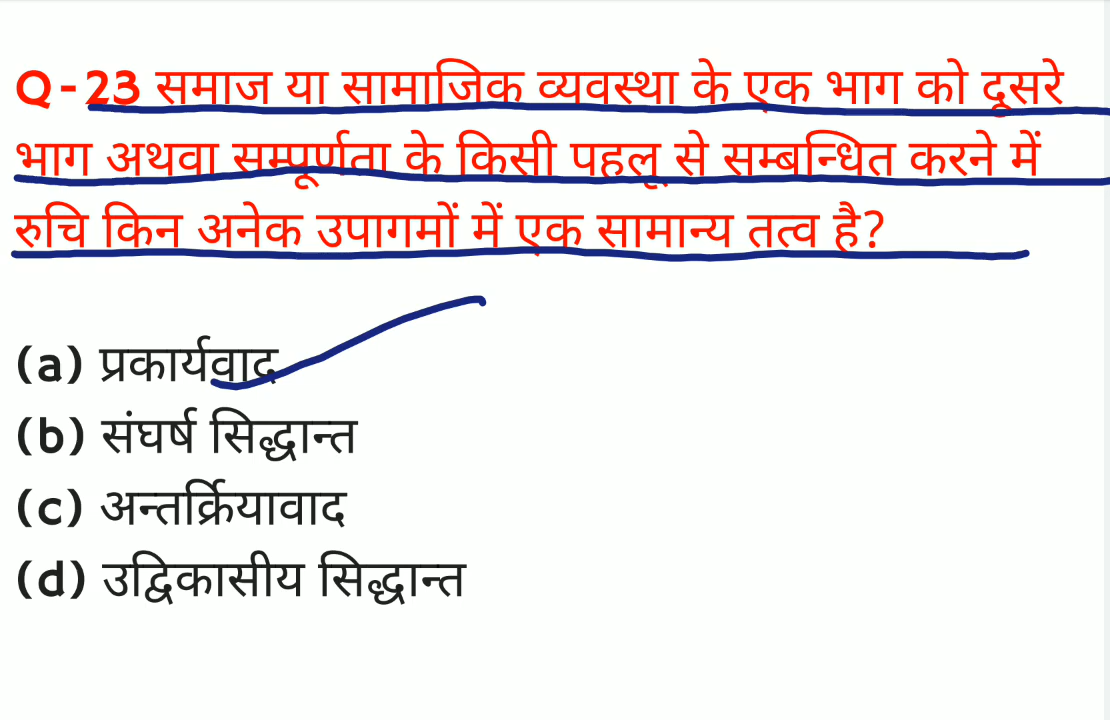 Q-23 समाज या सामाजिक व्यवस्था के एक भाग को दूसरे
भाग अथवा सम्पूर्णता के किसी पहलू से सम्बन्धित करने में
रुचि किन अनेक उपागमों में एक सामान्य तत्व है?
(a) प्रकार्यवाद
(b) संघर्ष सिद्धान्त
(c) अन्तर्क्रियावाद
(d) उद्विकासीय सिद्धान्त